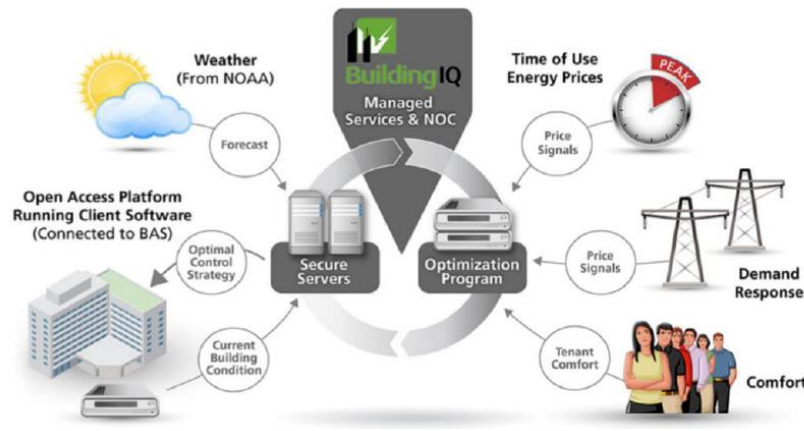 Weather
(From NOAA)
Forecast
BuildingIQ
Managed
Services & NOC
Time of Use
Energy Prices
PEAK
Price
Signals
Open Access Platform
Running Client Software
(Connected to BAS)
Optimal
Control
Strategy
Secure
Servers
Optimization
Program
Price
Signals
Demand
Response
Current
Building
Condition
Tenant
Comfort
Comfort